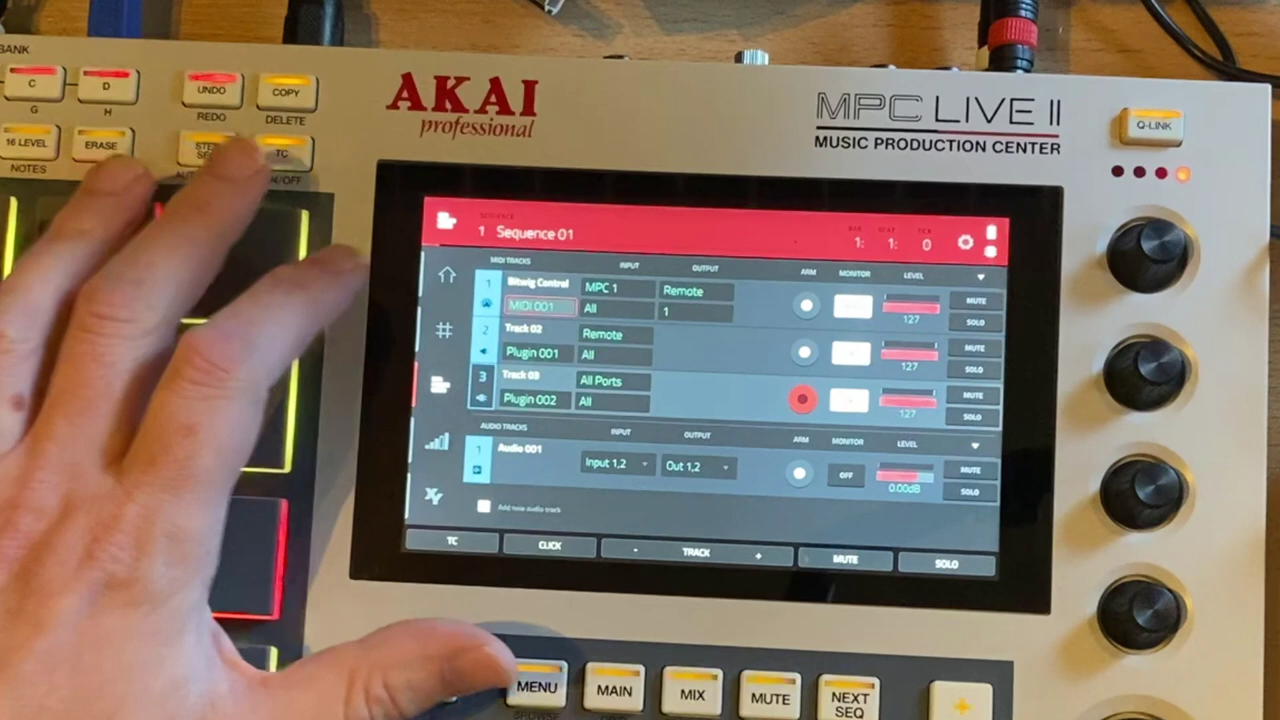 BANK
C
D
UNDO
COPY
G
H
REDO
DELETE
16 LEVEL
ERASE
TC
NOTES
AKAI
professional
MPC LIVE II
MUSIC PRODUCTION CENTER
Q-LINK
SEQUENCE
1 Sequence 01
1: 1: 0
MIDI TRACKS INPUT OUTPUT ARM MONITOR LEVEL
1 Bitwig Control MPC 1 Remote MUTE
MIDI 001 All 1 127 SOLO
2 Track 02 Remote MUTE
Plugin 001 All 127 SOLO
3 Track 03 All Ports MUTE
Plugin 002 All 127 SOLO
AUDIO TRACKS INPUT OUTPUT ARM MONITOR LEVEL
1 Audio 001 Input 1,2 Out 1,2 OFF MUTE
0.00dB SOLO
Add new audio track
TC CLICK - TRACK + MUTE SOLO
MENU
MAIN
MIX
MUTE
NEXT
SEQ
+